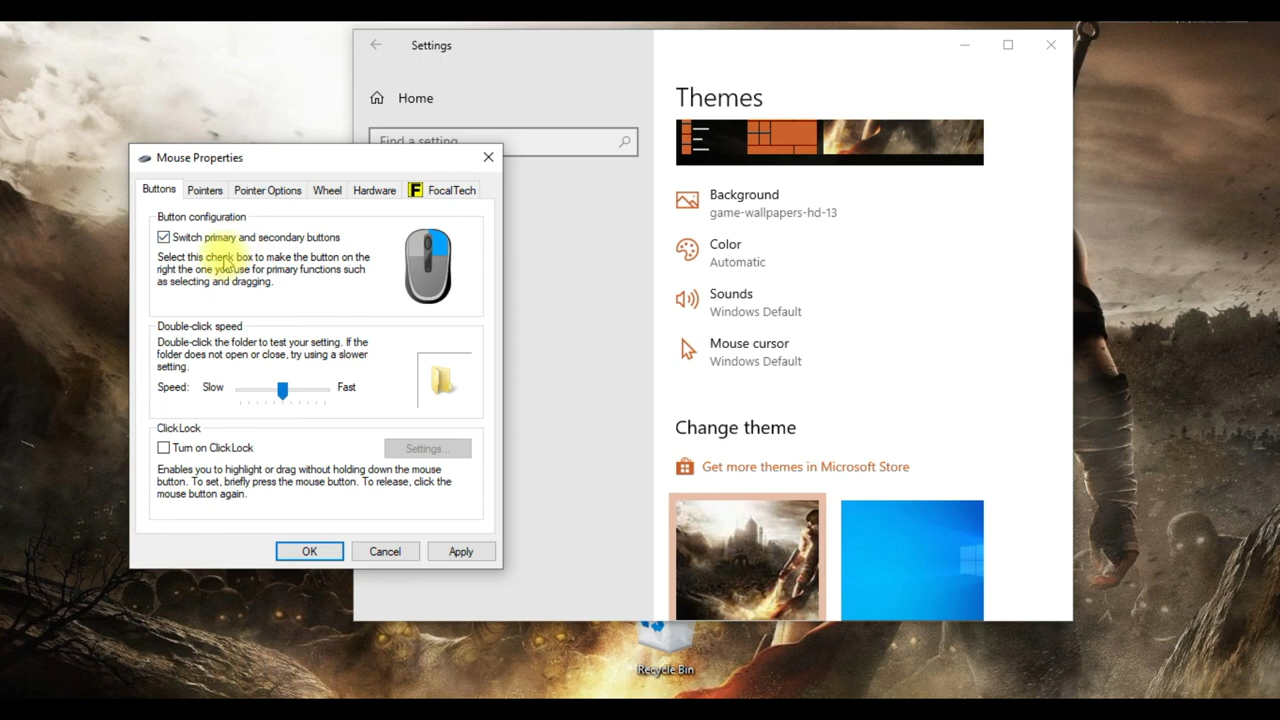 Settings
Home
Find a setting
Themes
Background
game-wallpapers-hd-13
Color
Automatic
Sounds
Windows Default
Mouse cursor
Windows Default
Change theme
Get more themes in Microsoft Store
Mouse Properties
Buttons Pointers Pointer Options Wheel Hardware F FocalTech
Button configuration
Switch primary and secondary buttons
Select this check box to make the button on the
right the one you use for primary functions such
as selecting and dragging.
Double-click speed
Double-click the folder to test your setting. If the
folder does not open or close, try using a slower
setting.
Speed: Slow Fast
ClickLock
Turn on ClickLock Settings...
Enables you to highlight or drag without holding down the mouse
button. To set, briefly press the mouse button. To release, click the
mouse button again.
OK Cancel Apply
Recycle Bin